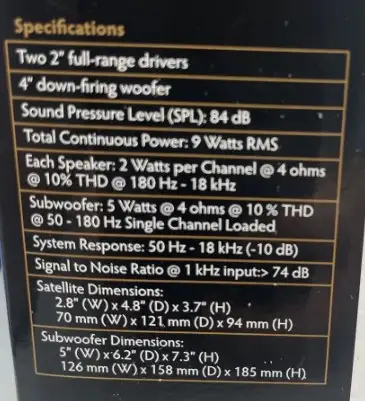 Specifications
Two 2" full-range drivers
4" down-firing woofer
Sound Pressure Level (SPL): 84 dB
Total Continuous Power: 9 Watts RMS
Each Speaker: 2 Watts per Channel @ 4 ohms
@ 10% THD @ 180 Hz - 18 kHz
Subwoofer: 5 Watts @ 4 ohms @ 10 % THD
@ 50 - 180 Hz Single Channel Loaded
System Response: 50 Hz - 18 kHz (-10 dB)
Signal to Noise Ratio @ 1 kHz input:> 74 dB
Satellite Dimensions:
2.8" (W) x 4.8" (D) x 3.7" (H)
70 mm (W) x 121 mm (D) x 94 mm (H)
Subwoofer Dimensions:
5" (W) x 6.2" (D) x 7.3" (H)
126 mm (W) x 158 mm (D) x 185 mm (H)